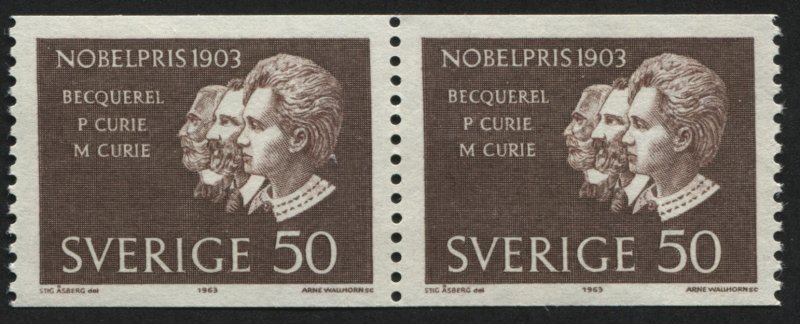 NOBELPRIS 1903
BECQUEREL
P CURIE
M CURIE
SVERIGE 50
STIG ÅSBERG del 1963 ARNE WALLHORN SC
NOBELPRIS 1903
BECQUEREL
P CURIE
M CURIE
SVERIGE 50
STIG ÅSBERG del 1963 ARNE WALLHORN SC